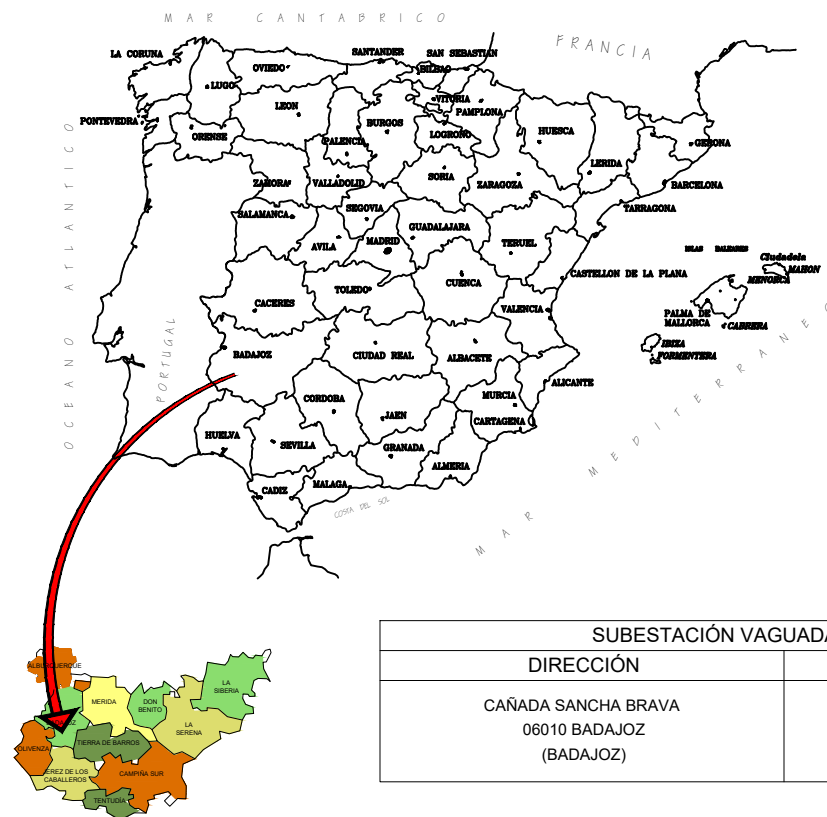 MAR CANTABRICO
FRANCIA
LA CORUNA
OVIEDO
SANTANDER
SAN SEBASTIAN
BILBAO
LUGO
LEON
VITORIA
PAMPLONA
PONTEVEDRA
ORENSE
BURGOS
LOGROÑO
HUESCA
GERONA
PALENCIA
LERIDA
ZAMORA
VALLADOLID
SORIA
ZARAGOZA
BARCELONA
SALAMANCA
SEGOVIA
TARRAGONA
AVILA
MADRID
GUADALAJARA
TERUEL
ISLAS BALEARES
Ciudadela
MAHON
MENORCA
TOLEDO
CUENCA
CASTELLON DE LA PLANA
CACERES
VALENCIA
PALMA DE
MALLORCA
CABRERA
IBIZA
FORMENTERA
OCEANO ATLANTICO
PORTUGAL
BADAJOZ
CIUDAD REAL
ALBACETE
ALICANTE
MURCIA
CARTAGENA
CORDOBA
JAEN
HUELVA
SEVILLA
GRANADA
ALMERIA
CADIZ
MALAGA
COSTA DEL SOL
MAR MEDITERRANEO
ALBURQUERQUE
LA
SIBERIA
MERIDA
DON
BENITO
LA
SERENA
BADAJOZ
OLIVENZA
TIERRA DE BARROS
JEREZ DE LOS
CABALLEROS
CAMPIÑA SUR
TENTUDÍA
SUBESTACIÓN VAGUADA
DIRECCIÓN
CAÑADA SANCHA BRAVA
06010 BADAJOZ
(BADAJOZ)